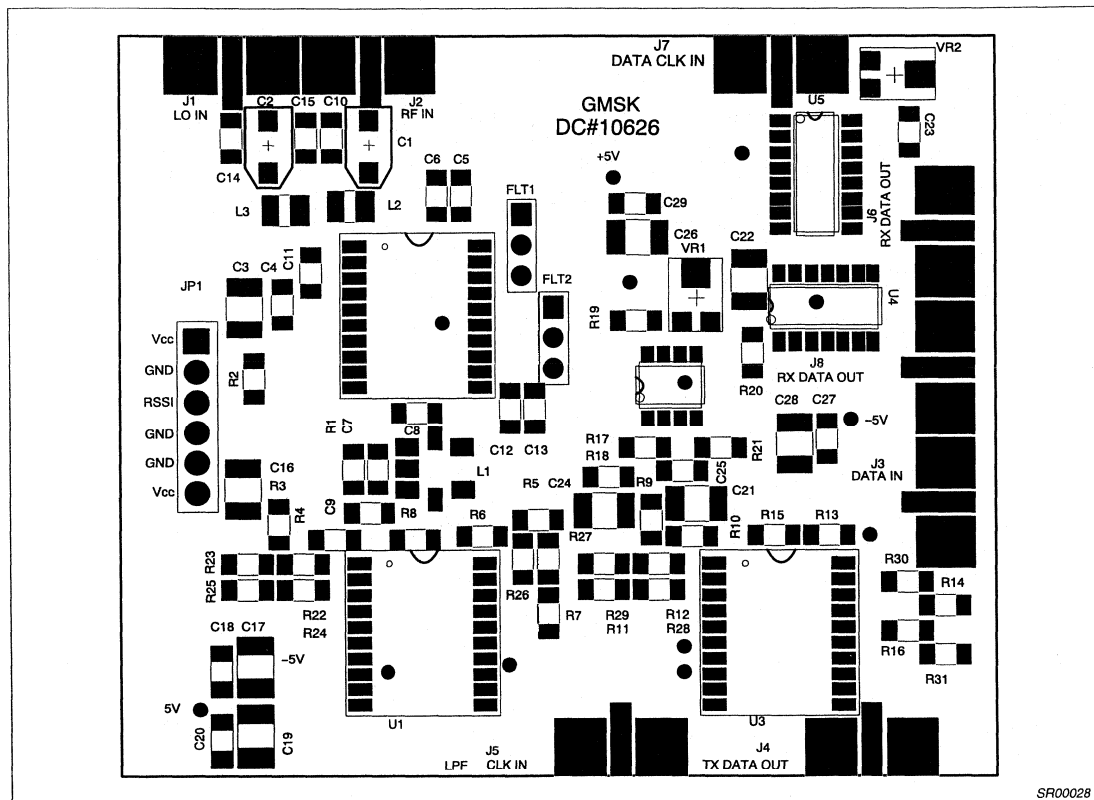 J7
DATA CLK IN
VR2
J1
LO IN
C2
C15
C10
J2
RF IN
C1
GMSK
DC#10626
U5
C23
+5V
C14
C6
C5
FLT1
C29
J6
RX DATA OUT
L3
L2
C26
VR1
C22
JP1
C3
C4
C11
FLT2
R19
U4
Vcc
GND
RSSI
GND
GND
Vcc
R2
R20
J8
RX DATA OUT
C28
C27
-5V
R1
C7
C8
C12
C13
R17
R18
R21
C25
J3
DATA IN
C16
R3
R4
C9
L1
R8
R6
R5
C24
R9
C21
R27
R10
R15
R13
R23
R25
R22
R24
R26
R7
R29
R11
R12
R28
R30
R14
R16
R31
C18
C17
-5V
5V
C20
C19
U1
U3
J5
LPF CLK IN
J4
TX DATA OUT
SR00028